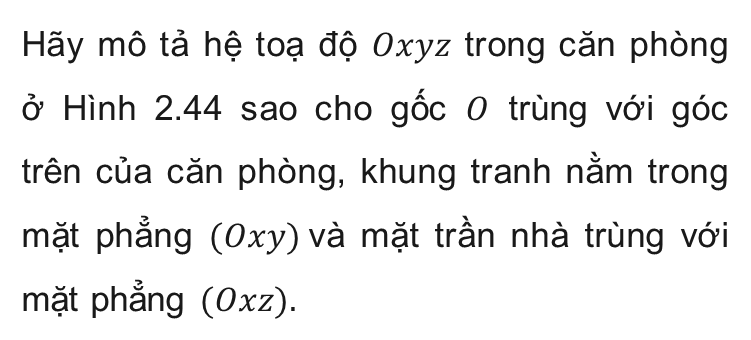 Hãy mô tả hệ toạ độ Oxyz trong căn phòng
ở Hình 2.44 sao cho gốc O trùng với góc
trên của căn phòng, khung tranh nằm trong
mặt phẳng (Oxy) và mặt trần nhà trùng với
mặt phẳng (Oxz).